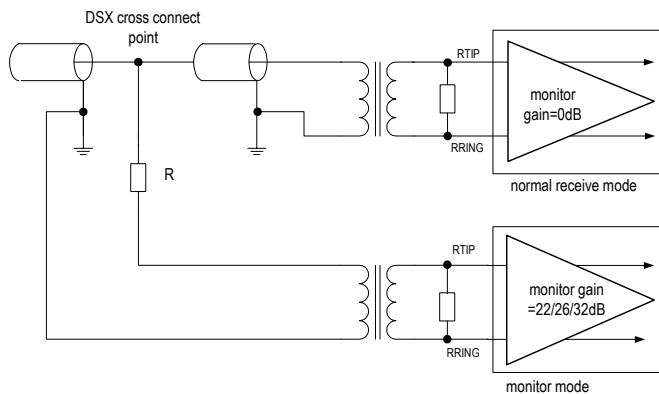 DSX cross connect
point
RTIP
monitor
gain=0dB
RRING
normal receive mode
R
RTIP
monitor gain
=22/26/32dB
RRING
monitor mode